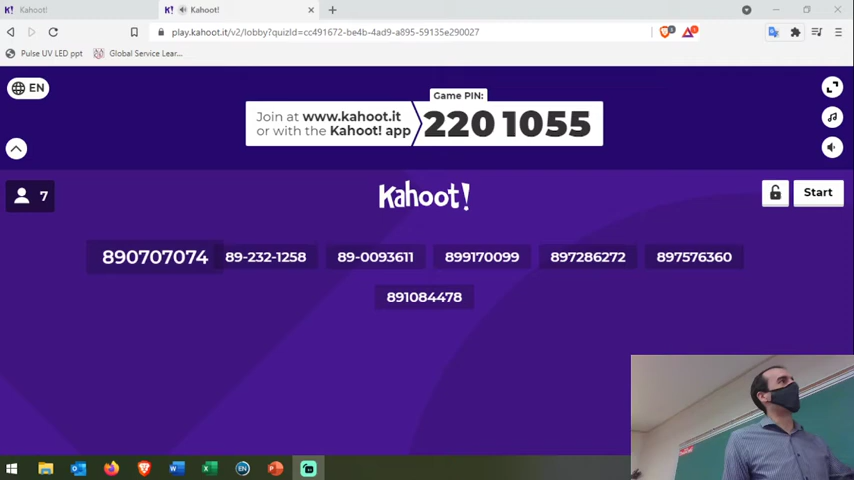 Kahoot!
Kahoot!
play.kahoot.it/v2/lobby?quizId=cc491672-be4b-4ad9-a895-59135e290027
Pulse UV LED ppt
Global Service Lear...
EN
Game PIN:
Join at www.kahoot.it
or with the Kahoot! app
220 1055
7
Kahoot!
Start
890707074
89-232-1258
89-0093611
899170099
897286272
897576360
891084478